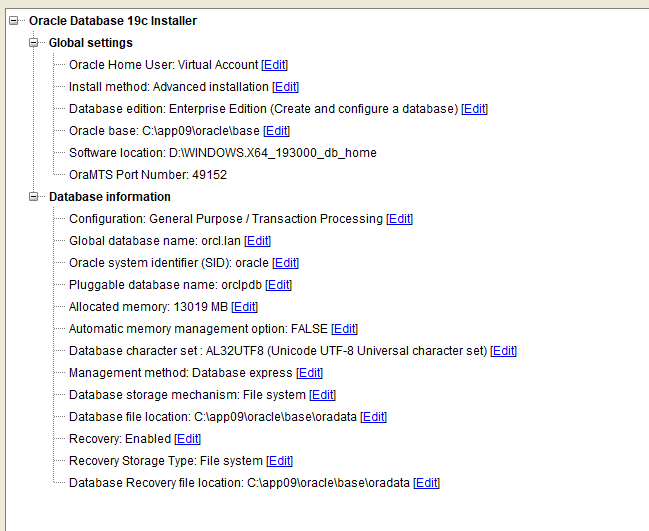 Oracle Database 19c Installer
Global settings
Oracle Home User: Virtual Account [Edit]
Install method: Advanced installation [Edit]
Database edition: Enterprise Edition (Create and configure a database) [Edit]
Oracle base: C:\app09\oracle\base [Edit]
Software location: D:\WINDOWS.X64_193000_db_home
OraMTS Port Number: 49152
Database information
Configuration: General Purpose / Transaction Processing [Edit]
Global database name: orcl.lan [Edit]
Oracle system identifier (SID): oracle [Edit]
Pluggable database name: orclpdb [Edit]
Allocated memory: 13019 MB [Edit]
Automatic memory management option: FALSE [Edit]
Database character set : AL32UTF8 (Unicode UTF-8 Universal character set) [Edit]
Management method: Database express [Edit]
Database storage mechanism: File system [Edit]
Database file location: C:\app09\oracle\base\oradata [Edit]
Recovery: Enabled [Edit]
Recovery Storage Type: File system [Edit]
Database Recovery file location: C:\app09\oracle\base\oradata [Edit]